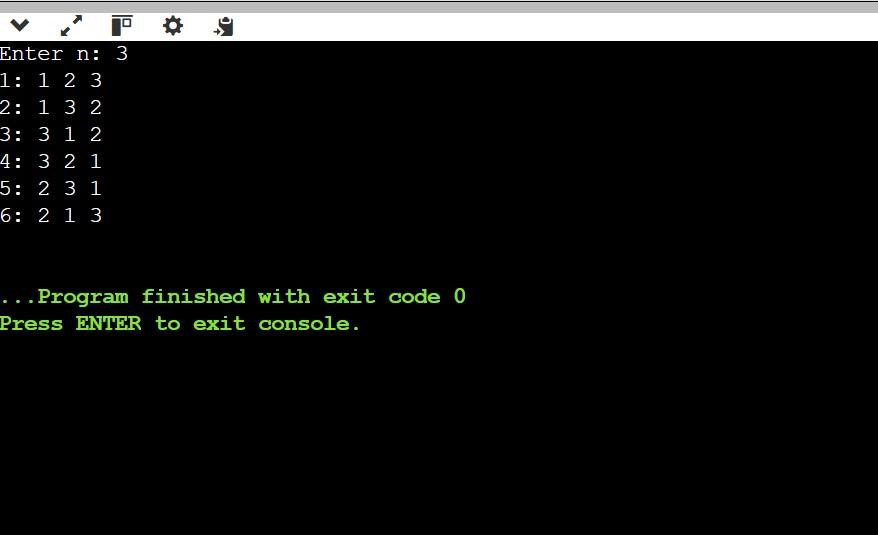 Enter n: 3
1: 1 2 3
2: 1 3 2
3: 3 1 2
4: 3 2 1
5: 2 3 1
6: 2 1 3
...Program finished with exit code 0
Press ENTER to exit console.